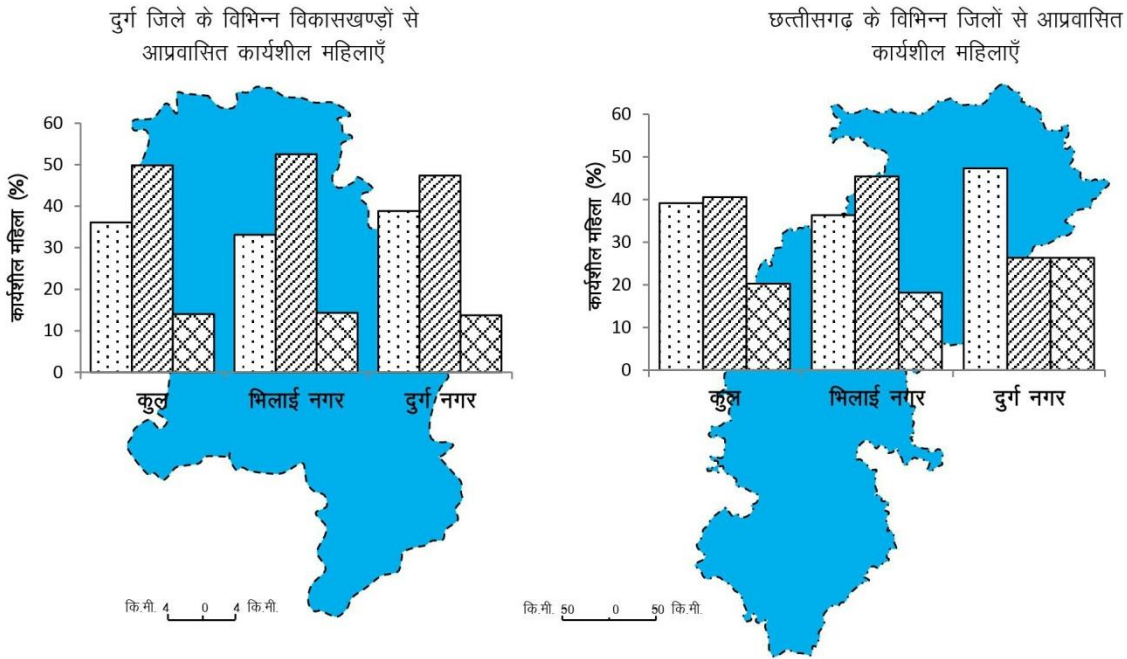 दुर्ग जिले के विभिन्न विकासखण्ड़ों से
आप्रवासित कार्यशील महिलाएँ
60
50
40
30
20
10
0
कार्यशील महिला (%)
कुल
भिलाई नगर
दुर्ग नगर
कि.मी. 4 0 4 कि.मी.
छत्तीसगढ़ के विभिन्न जिलों से आप्रवासित
कार्यशील महिलाएँ
60
50
40
30
20
10
0
कार्यशील महिला (%)
कुल
भिलाई नगर
दुर्ग नगर
कि.मी. 50 0 50 कि.मी.